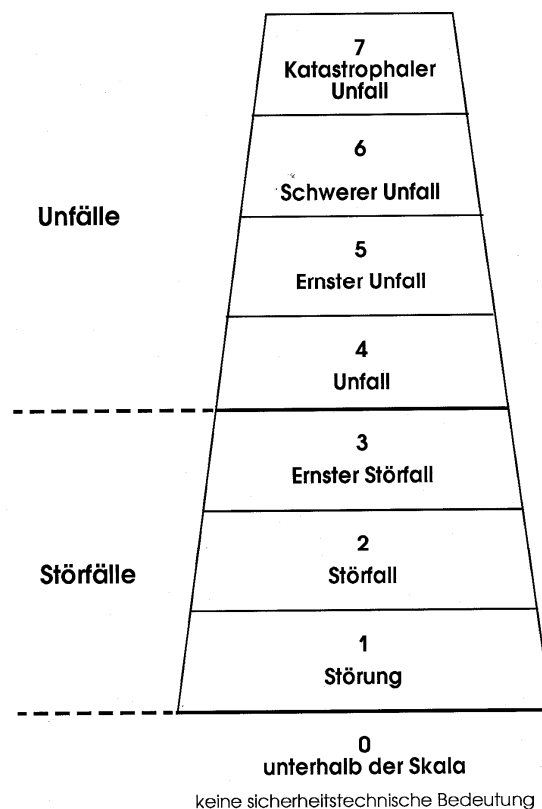 7
Katastrophaler
Unfall
6
Schwerer Unfall
Unfälle
5
Ernster Unfall
4
Unfall
3
Ernster Störfall
2
Störfälle
Störfall
1
Störung
0
unterhalb der Skala
keine sicherheitstechnische Bedeutung